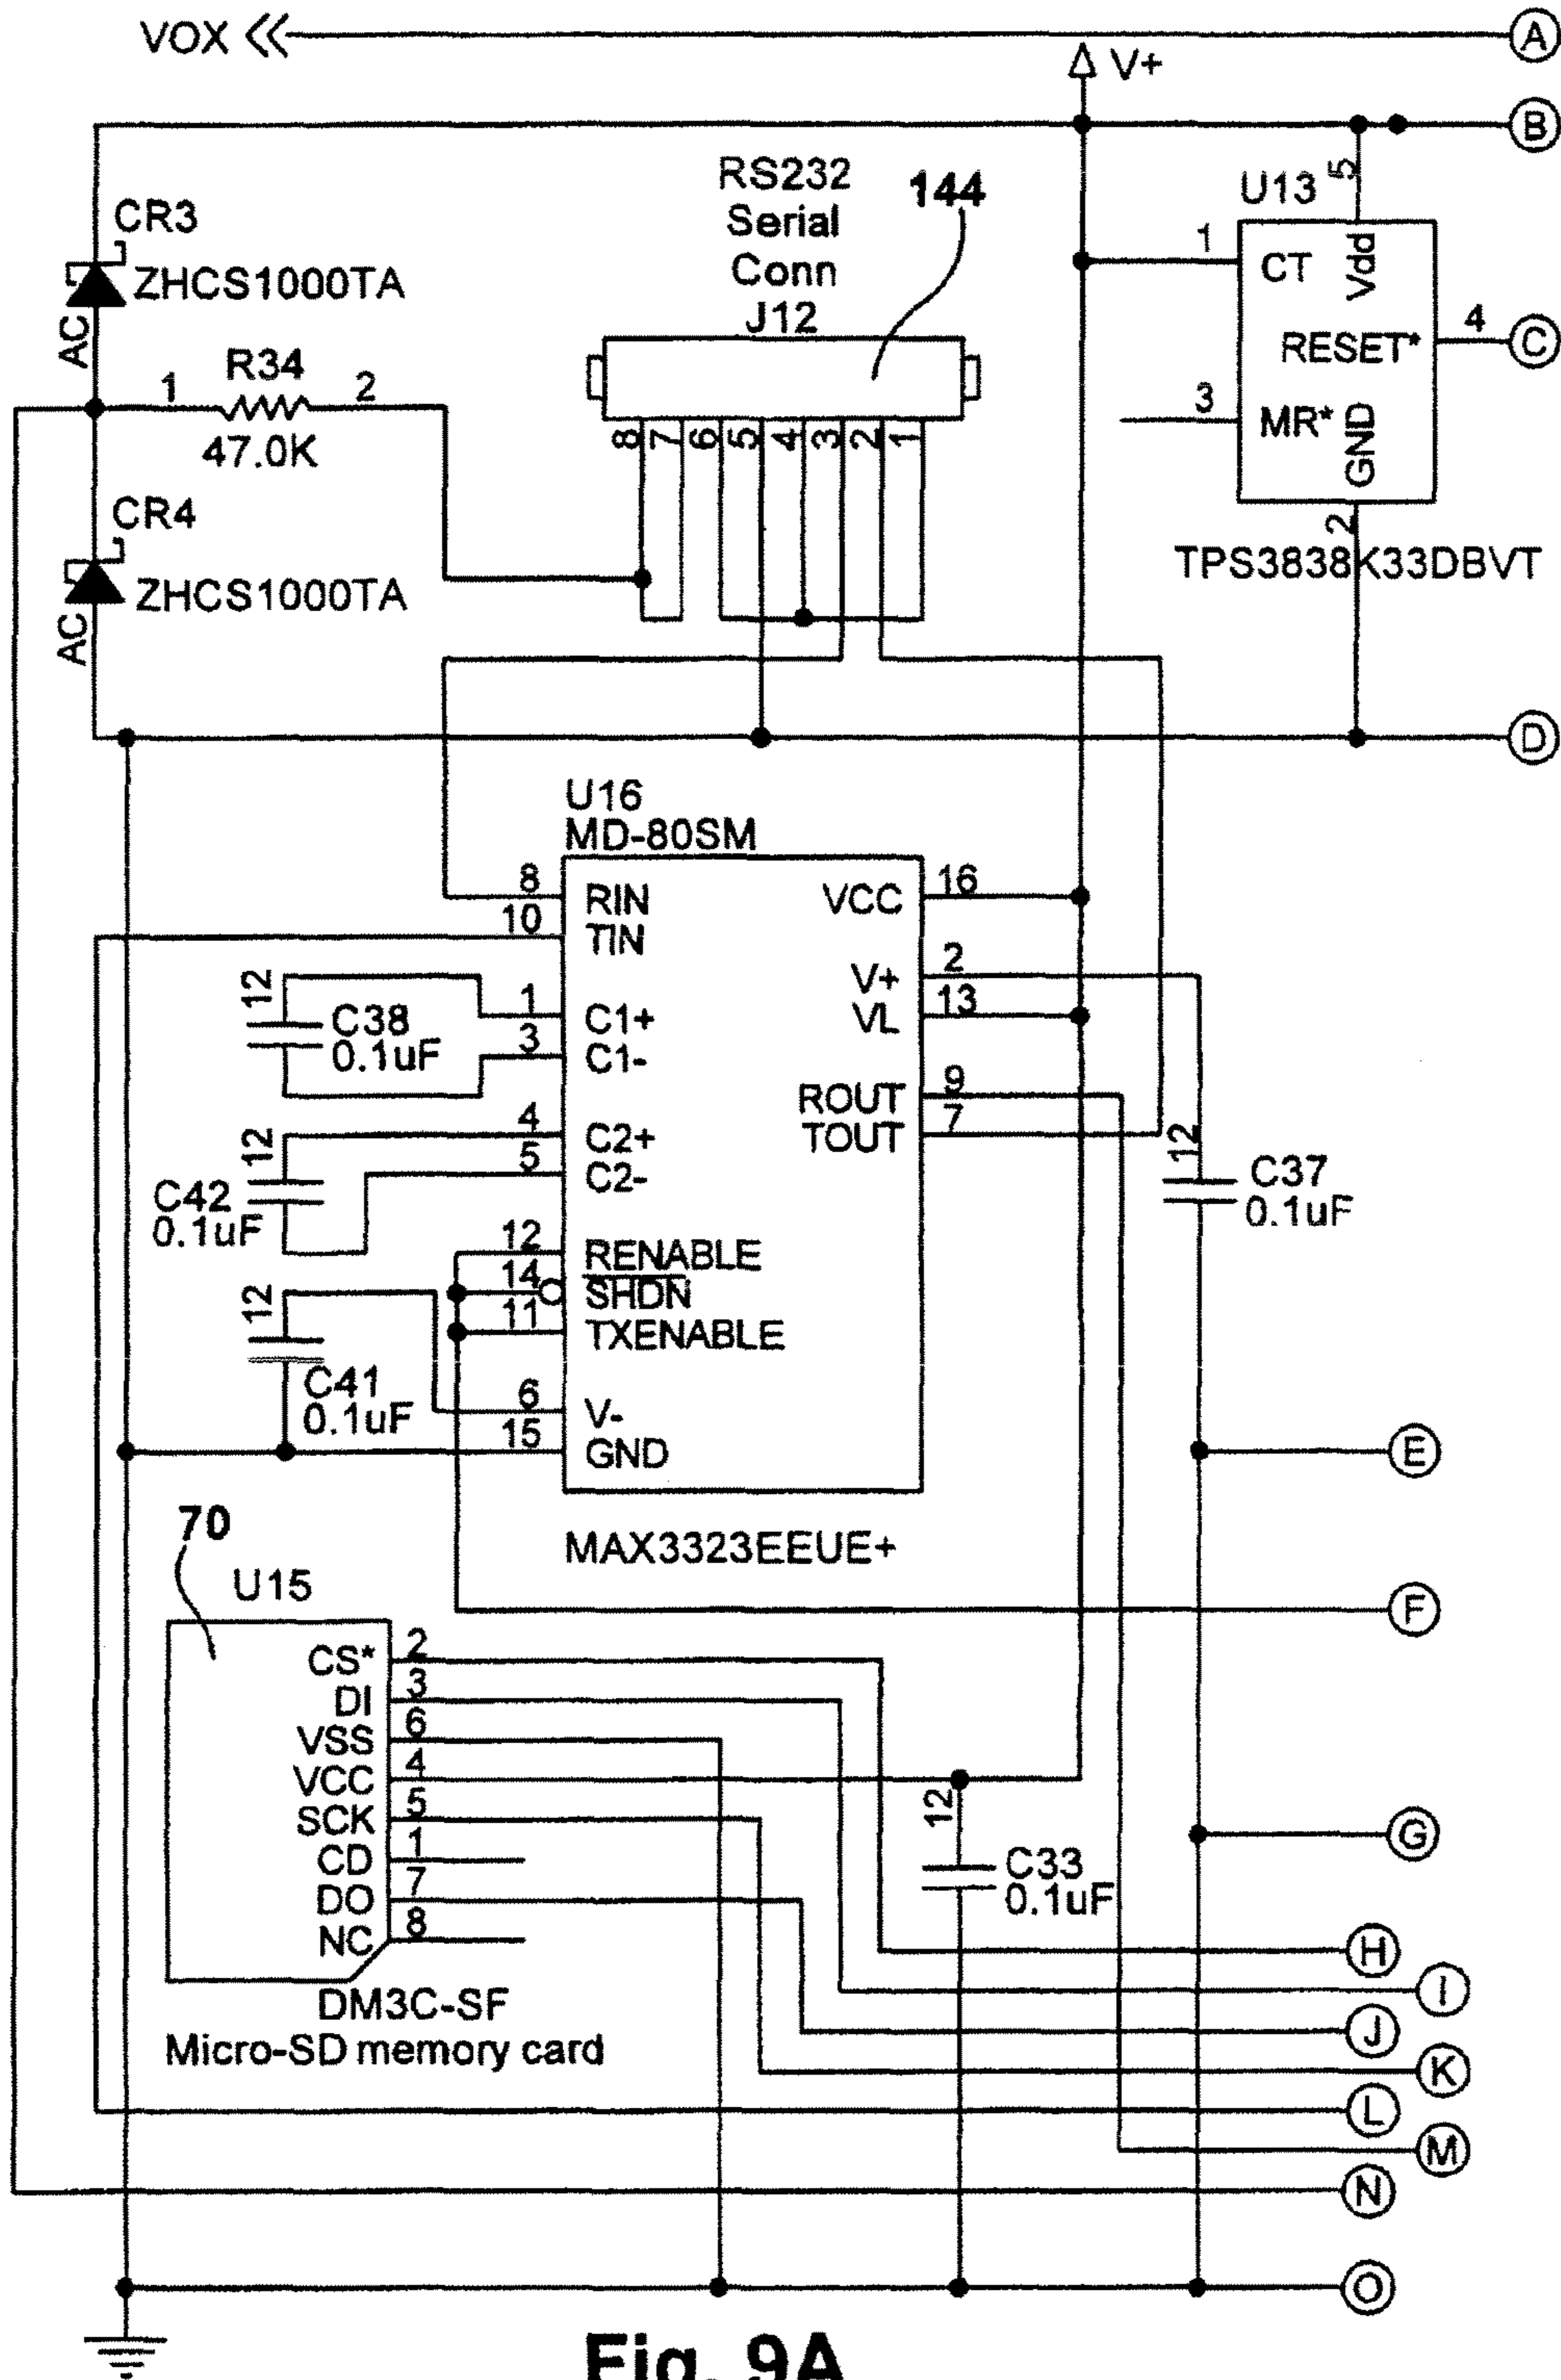 VOX
A
V+
B
RS232
Serial
Conn
J12
144
U13
5
1
CT
Vdd
RESET*
4
C
3
MR*
GND
2
TPS3838K33DBVT
CR3
ZHCS1000TA
AC
R34
1
2
47.0K
8
7
6
5
4
3
2
1
CR4
ZHCS1000TA
AC
D
U16
MD-80SM
8
RIN
VCC
16
10
TIN
12
V+
2
1
C1+
VL
13
C38
0.1uF
3
C1-
ROUT
9
4
C2+
TOUT
7
12
12
5
C2-
C42
0.1uF
C37
0.1uF
12
RENABLE
14
SHDN
11
TXENABLE
12
C41
0.1uF
6
V-
15
GND
E
70
MAX3323EEUE+
U15
F
CS*
2
DI
3
VSS
6
VCC
4
SCK
5
12
CD
1
C33
0.1uF
G
DO
7
NC
8
H
DM3C-SF
Micro-SD memory card
I
J
K
L
M
N
O
Fig. 9A